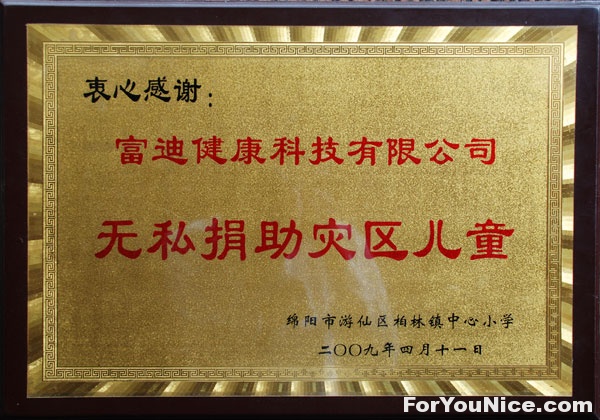 衷心感谢:
富迪健康科技有限公司
无私捐助灾区儿童
绵阳市游仙区柏林镇中心小学
二〇〇九年四月十一日
ForYouNice.com